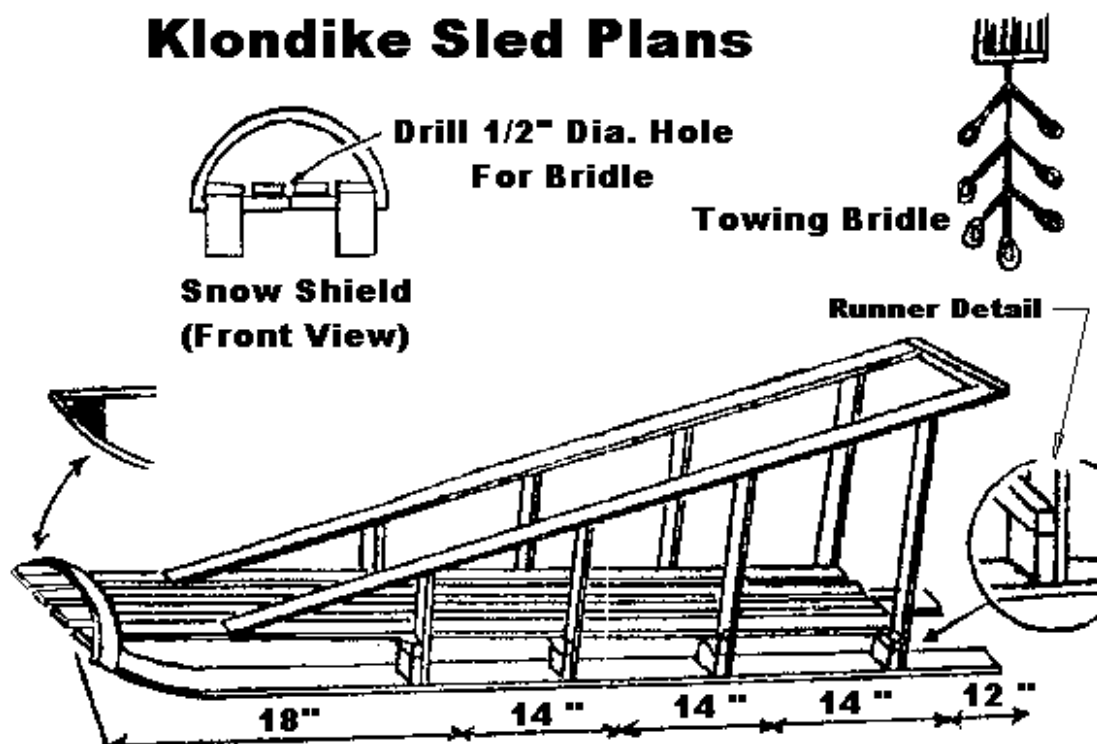 Klondike Sled Plans
Drill 1/2" Dia. Hole
For Bridle
Towing Bridle
Snow Shield
(Front View)
Runner Detail
18"
14 "
14 "
14 "
12 "